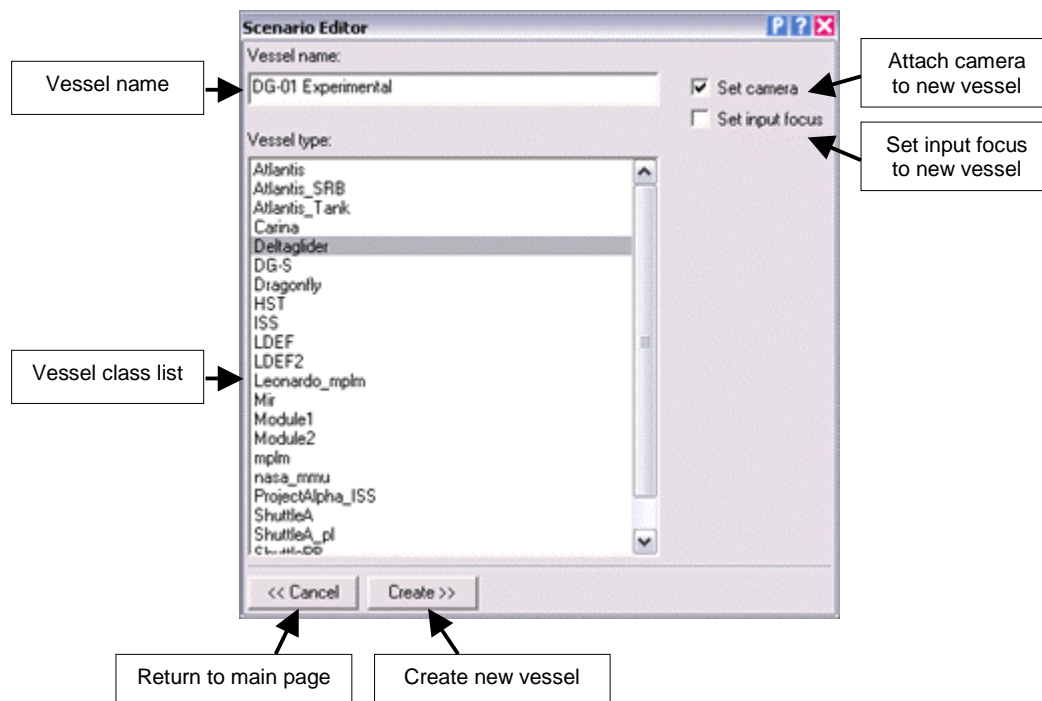 Scenario Editor
P ?
Vessel name:
DG-01 Experimental
Set camera
Set input focus
Vessel type:
Atlantis
Atlantis_SRB
Atlantis_Tank
Carina
Deltaglider
DG-S
Dragonfly
HST
ISS
LDEF
LDEF2
Leonardo_mplm
Mir
Module1
Module2
mplm
nasa_mmu
ProjectAlpha_ISS
ShuttleA
ShuttleA_pl
<< Cancel
Create >>
Vessel name
Vessel class list
Attach camera
to new vessel
Set input focus
to new vessel
Return to main page
Create new vessel